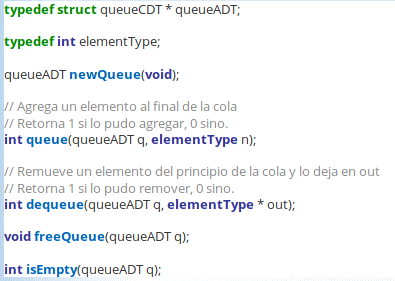 typedef struct queueCDT * queueADT;
typedef int elementType;
queueADT newQueue(void);
// Agrega un elemento al final de la cola
// Retorna 1 si lo pudo agregar, 0 sino.
int queue(queueADT q, elementType n);
// Remueve un elemento del principio de la cola y lo deja en out
// Retorna 1 si lo pudo remover, 0 sino.
int dequeue(queueADT q, elementType * out);
void freeQueue(queueADT q);
int isEmpty(queueADT q);